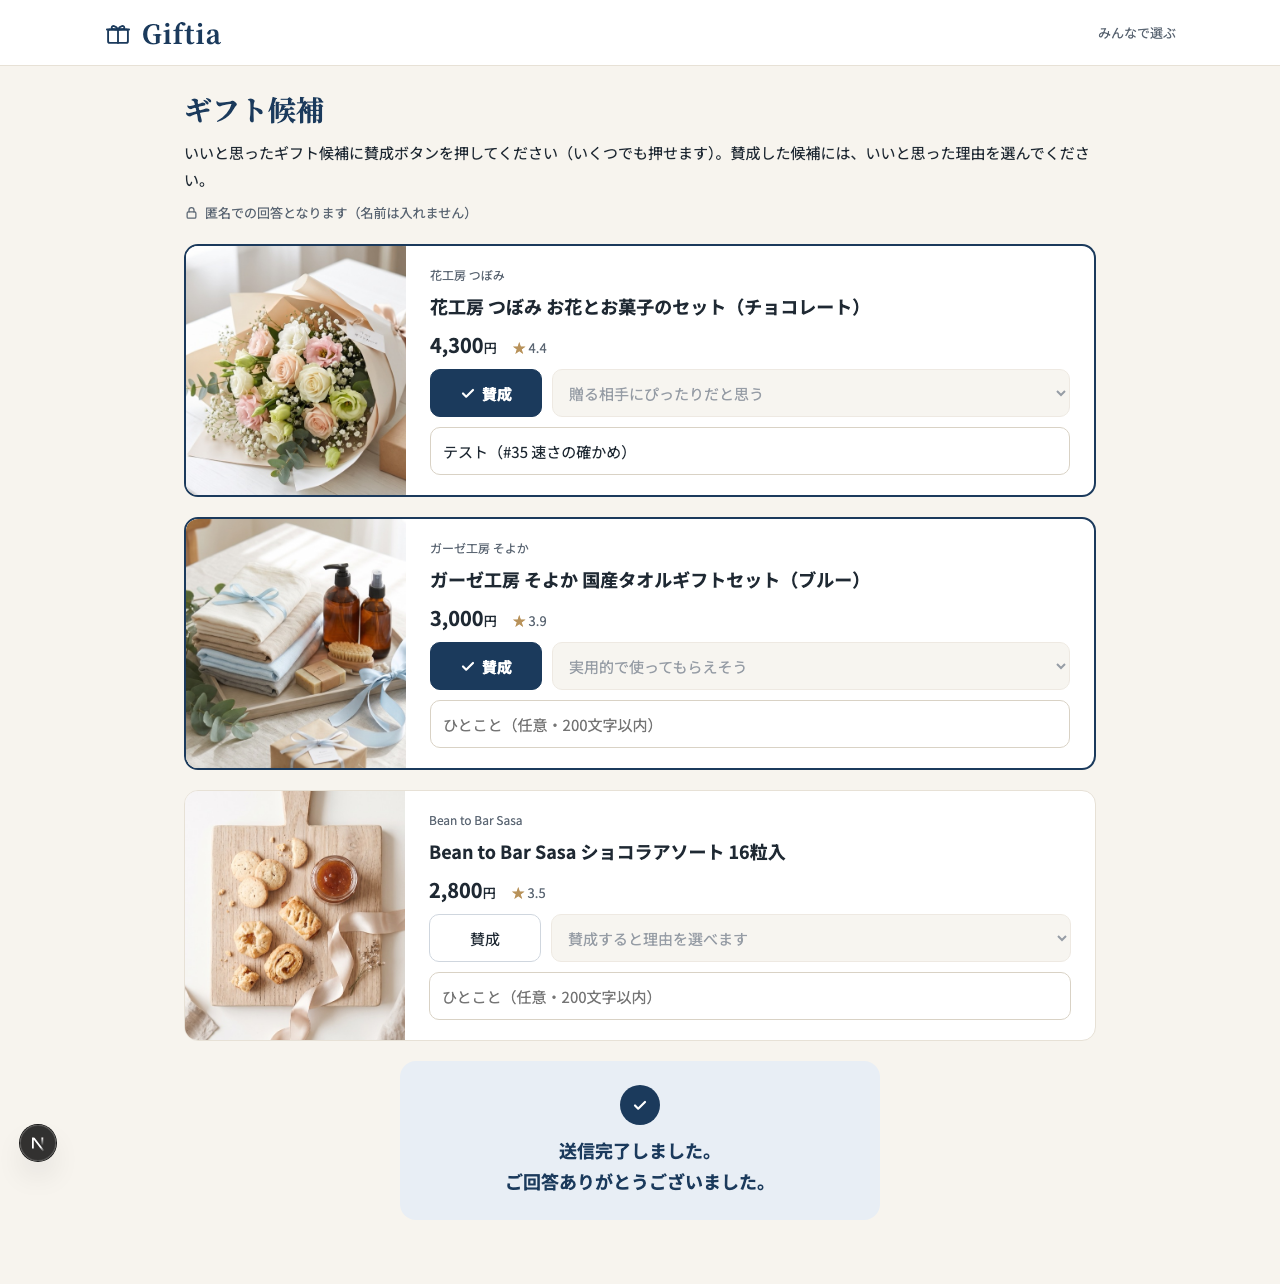 Giftia
みんなで選ぶ
ギフト候補
いいと思ったギフト候補に賛成ボタンを押してください（いくつでも押せます）。賛成した候補には、いいと思った理由を選んでくださ
い。
匿名での回答となります（名前は入れません）
花工房 つぼみ
花工房 つぼみ お花とお菓子のセット（チョコレート）
4,300円 ★ 4.4
賛成 贈る相手にぴったりだと思う
テスト（#35 速さの確かめ）
ガーゼ工房 そよか
ガーゼ工房 そよか 国産タオルギフトセット（ブルー）
3,000円 ★ 3.9
賛成 実用的で使ってもらえそう
ひとこと（任意・200文字以内）
Bean to Bar Sasa
Bean to Bar Sasa ショコラアソート 16粒入
2,800円 ★ 3.5
賛成 賛成すると理由を選べます
ひとこと（任意・200文字以内）
N
送信完了しました。
ご回答ありがとうございました。